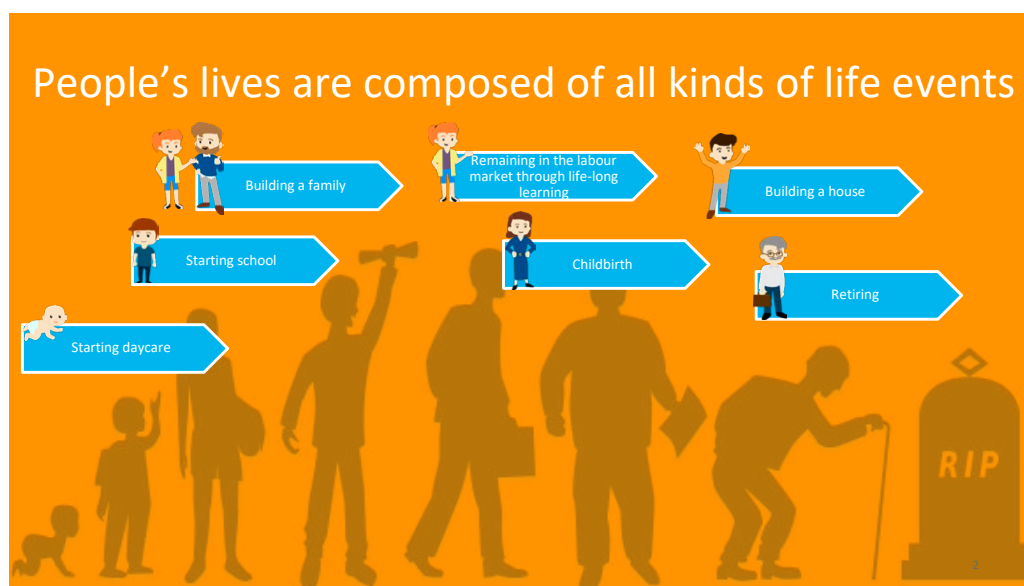 People’s lives are composed of all kinds of life events
Building a family
Remaining in the labour
market through life-long
learning
Building a house
Starting school
Childbirth
Retiring
Starting daycare
RIP
2